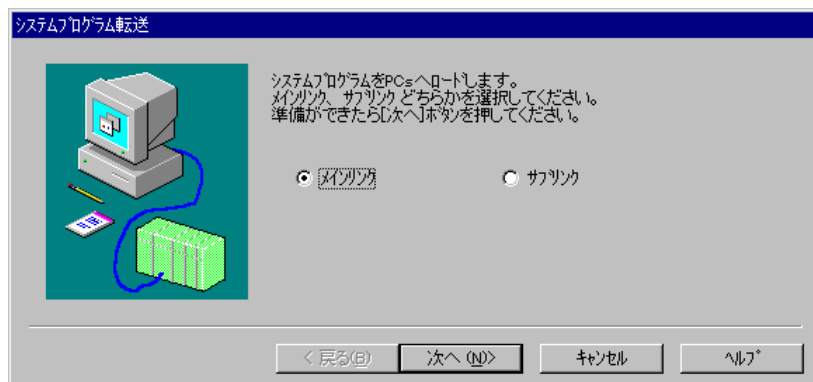 ｼｽﾃﾑﾌﾟﾛｸﾞﾗﾑ転送
ｼｽﾃﾑﾌﾟﾛｸﾞﾗﾑをPCsへﾛｰﾄﾞします。
ﾒｲﾝﾘﾝｸ、ｻﾌﾞﾘﾝｸ どちらかを選択してください。
準備ができたら[次へ]ﾎﾞﾀﾝを押してください。
ﾒｲﾝﾘﾝｸ ｻﾌﾞﾘﾝｸ
< 戻る(B) 次へ (N)> ｷｬﾝｾﾙ ﾍﾙﾌﾟ